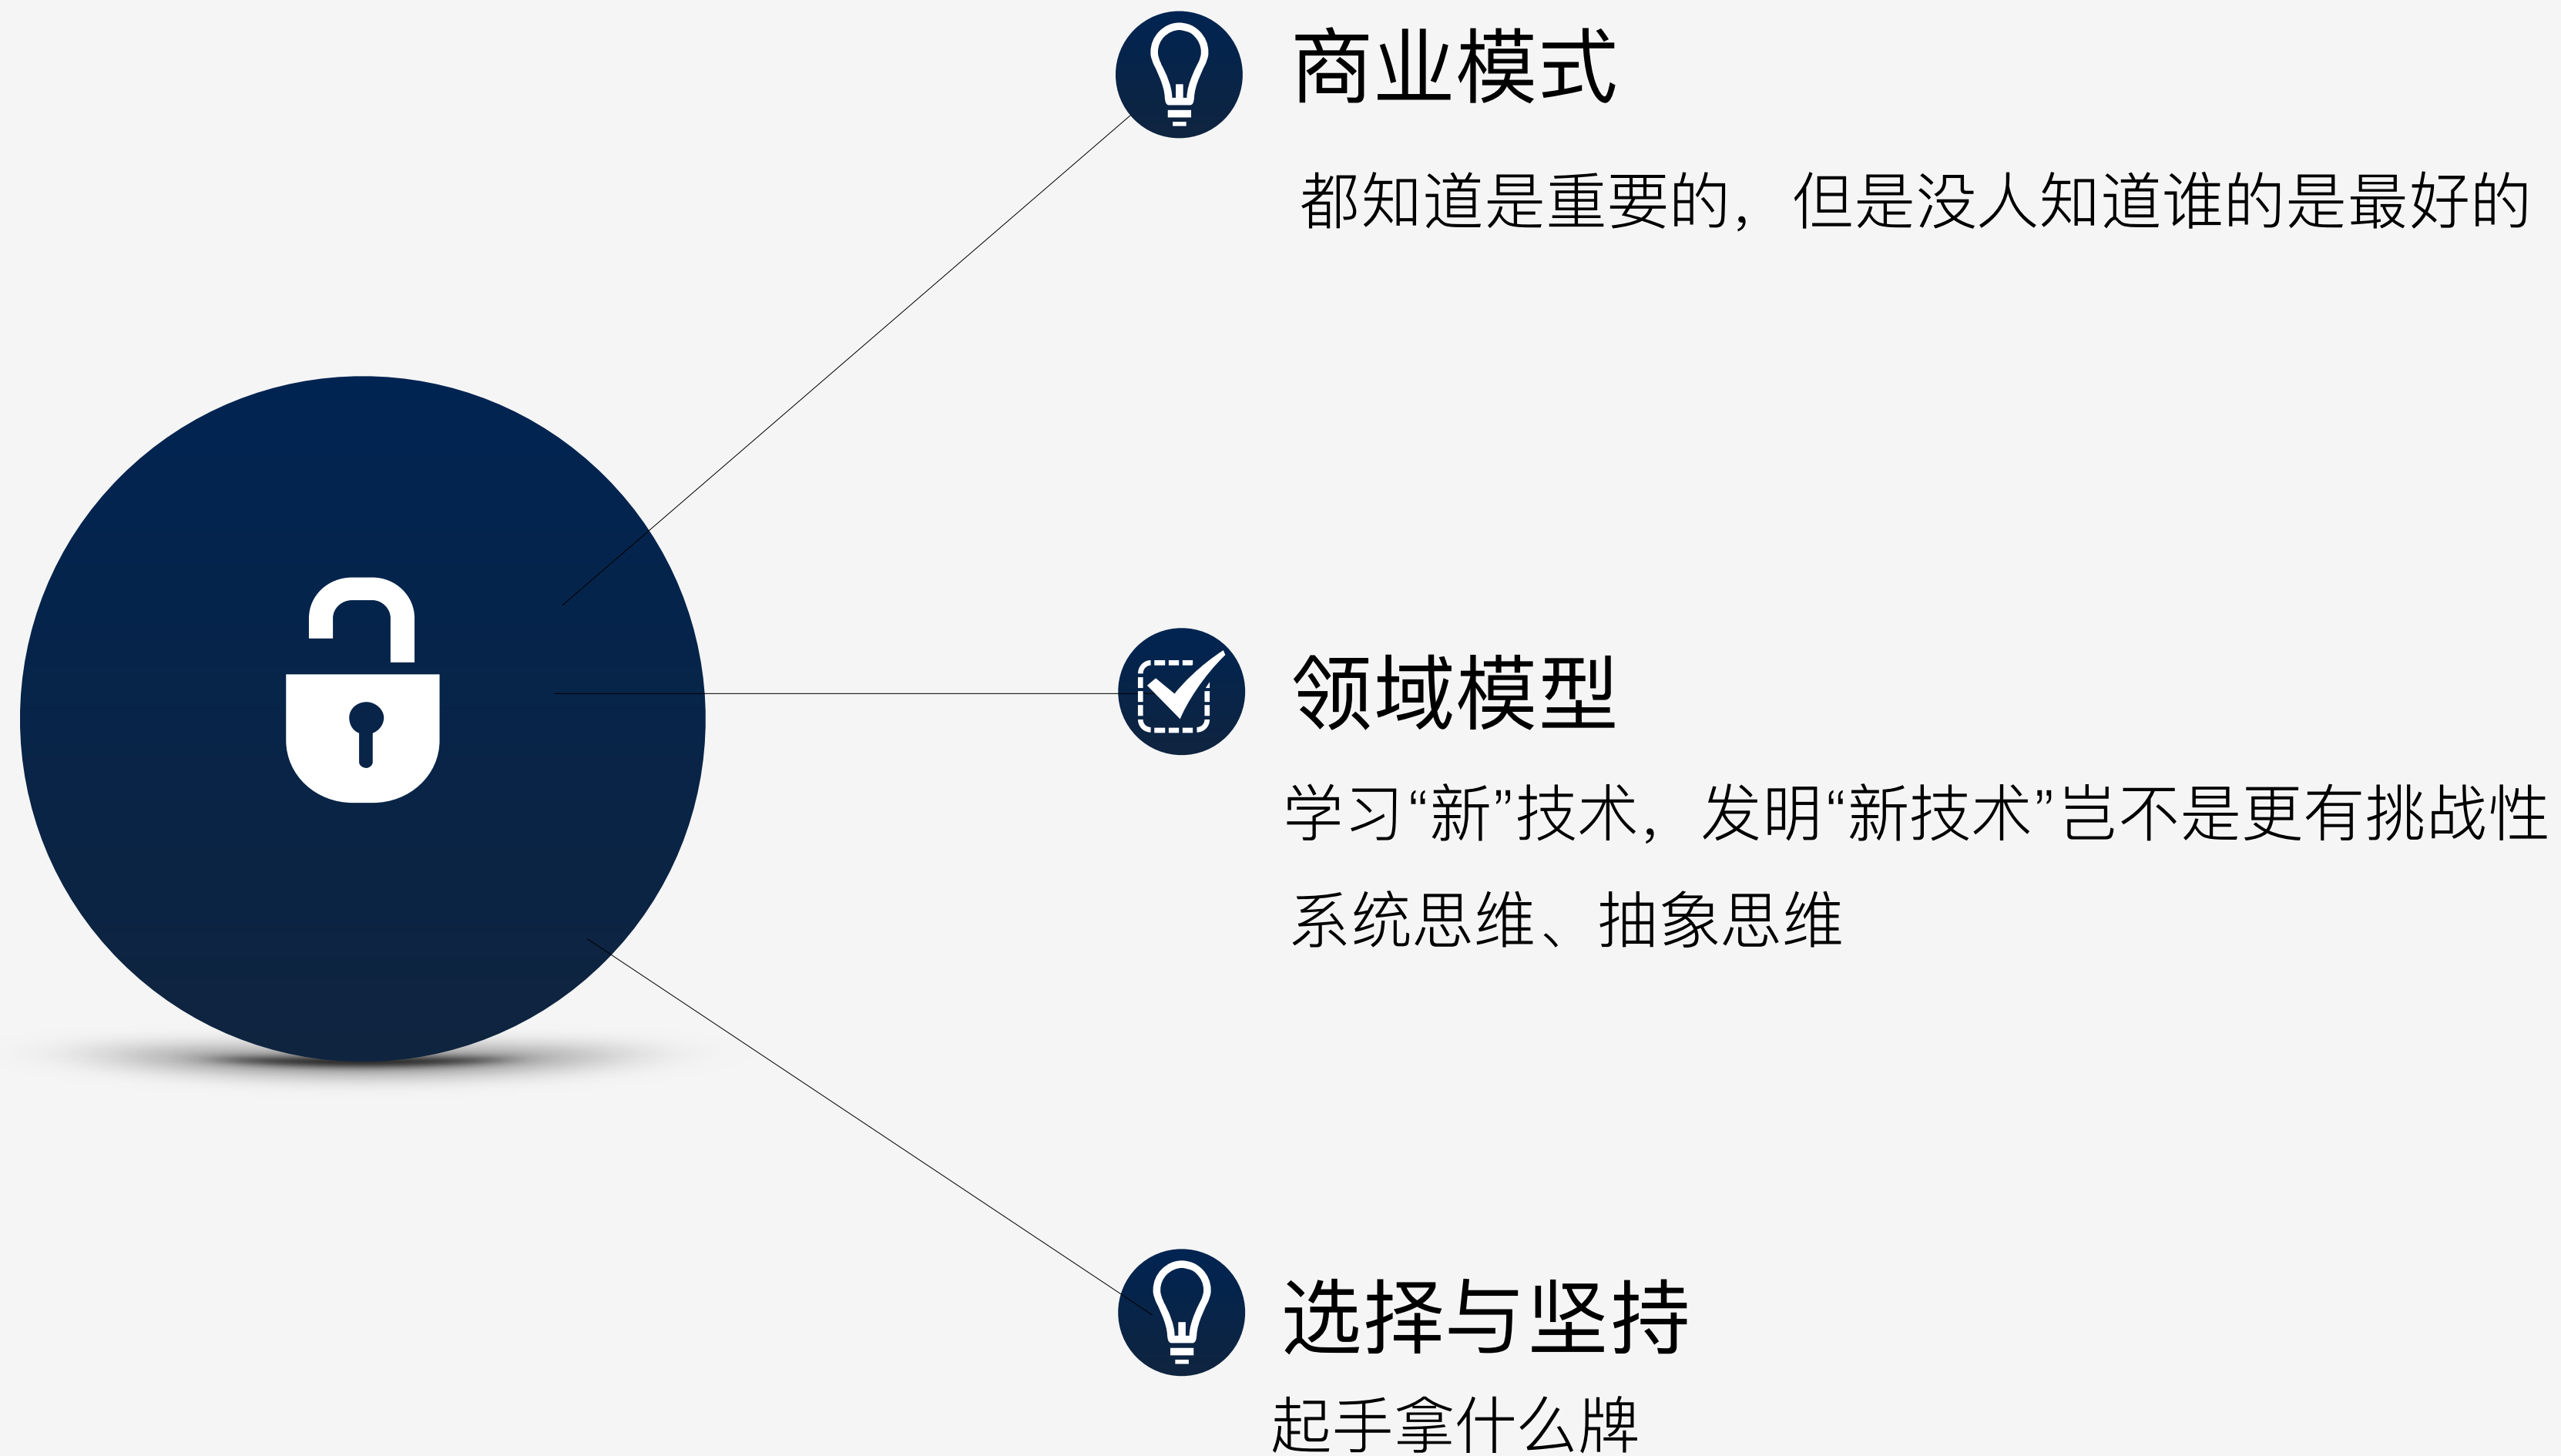 商业模式
都知道是重要的，但是没人知道谁的是最好的
领域模型
学习“新”技术，发明“新技术”岂不是更有挑战性
系统思维、抽象思维
选择与坚持
起手拿什么牌